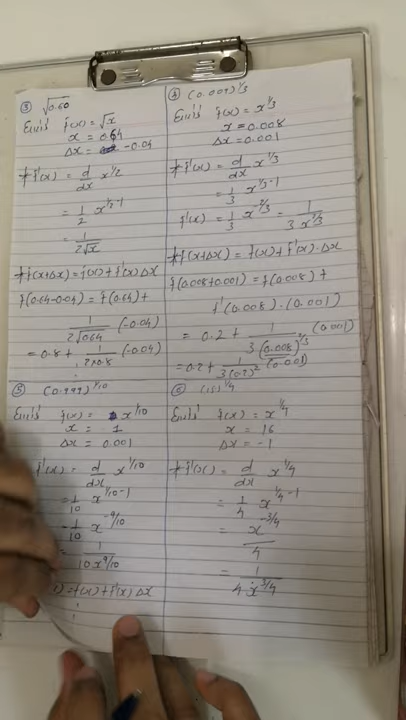 ③ √0.60
f(x) = √x
x = 0.64
Δx = -0.04
* f'(x) = d/dx x^1/2
= 1/2 x^1/2-1
= 1/2√x
* f(x+Δx) = f(x) + f'(x) Δx
f(0.64-0.04) = f(0.64) +
1/2√0.64 (-0.04)
= 0.8 + 1/2×0.8 (-0.04)
⋮
④ (0.009)^1/3
f(x) = x^1/3
x = 0.008
Δx = 0.001
* f'(x) = d/dx x^1/3
= 1/3 x^1/3-1
f'(x) = 1/3 x^-2/3 = 1/3x^2/3
* f(x+Δx) = f(x) + f'(x)·Δx
f(0.008+0.001) = f(0.008) +
f'(0.008)·(0.001)
= 0.2 + 1/3(0.008)^2/3 × (0.001)
= 0.2 + 1/3(0.2)² (0.001)
⑤ (0.999)^1/10
f(x) = x^1/10
x = 1
Δx = 0.001
f'(x) = d/dx x^1/10
= 1/10 x^1/10-1
= 1/10 x^-9/10
= 1/10x^9/10
= f(x) + f'(x) Δx
⋮
⑥ (15)^1/4
f(x) = x^1/4
x = 16
Δx = -1
* f'(x) = d/dx x^1/4
= 1/4 x^1/4-1
= x^-3/4/4
= 1/4x^3/4